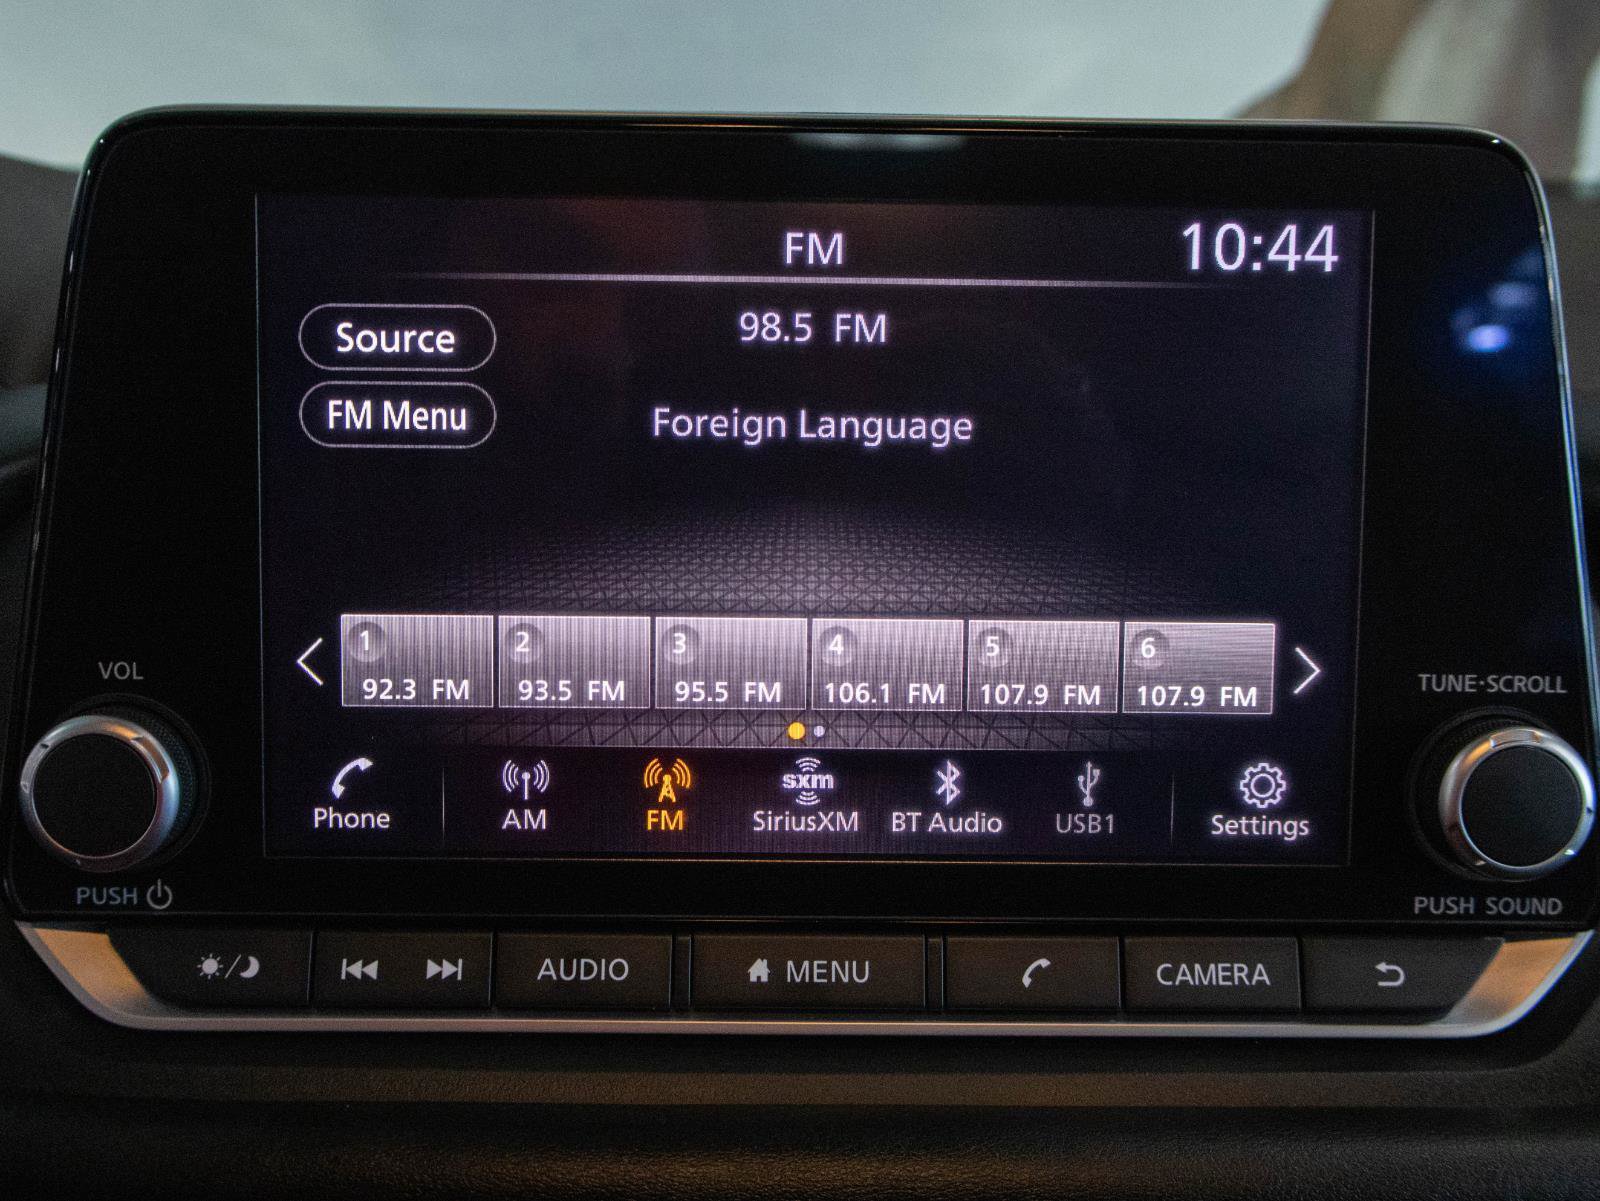 FM
10:44
98.5 FM
Source
FM Menu
Foreign Language
1 2 3 4 5 6
92.3 FM 93.5 FM 95.5 FM 106.1 FM 107.9 FM 107.9 FM
VOL
TUNE·SCROLL
sxm
Phone AM FM SiriusXM BT Audio USB1 Settings
PUSH
PUSH SOUND
AUDIO MENU CAMERA